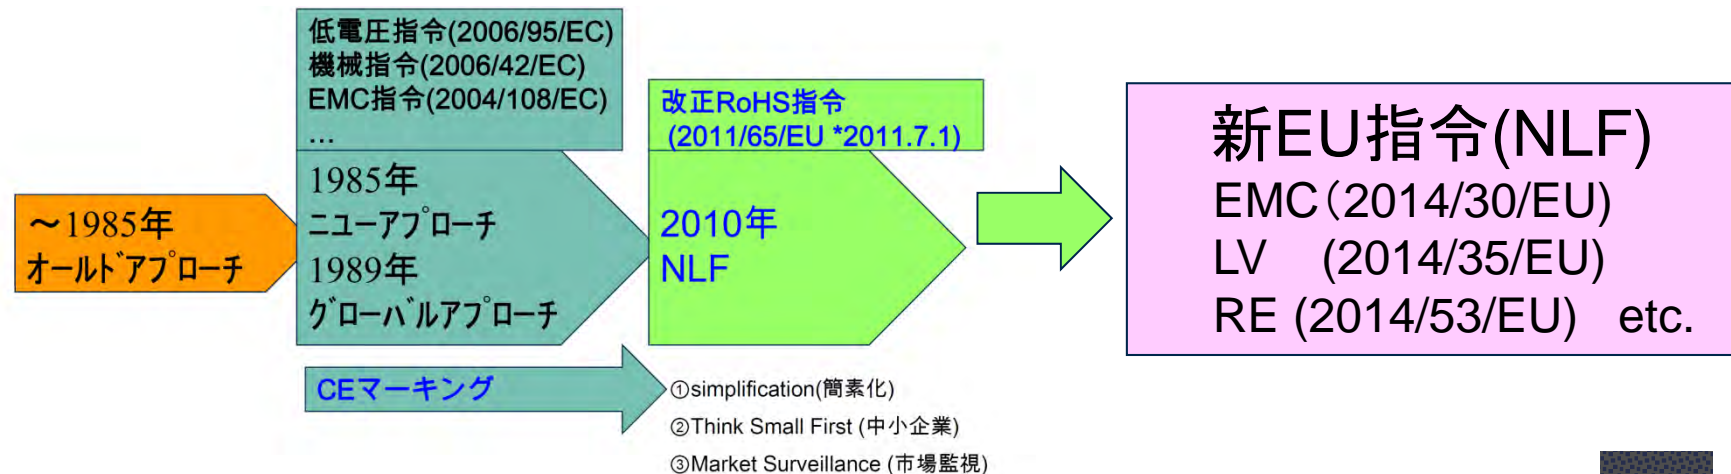 低電圧指令(2006/95/EC)
機械指令(2006/42/EC)
EMC指令(2004/108/EC)
…
～1985年
オールドアプローチ
1985年
ニューアプローチ
1989年
グローバルアプローチ
CEマーキング
改正RoHS指令
(2011/65/EU *2011.7.1)
2010年
NLF
①simplification(簡素化)
②Think Small First (中小企業)
③Market Surveillance (市場監視)
新EU指令(NLF)
EMC（2014/30/EU)
LV (2014/35/EU)
RE (2014/53/EU) etc.